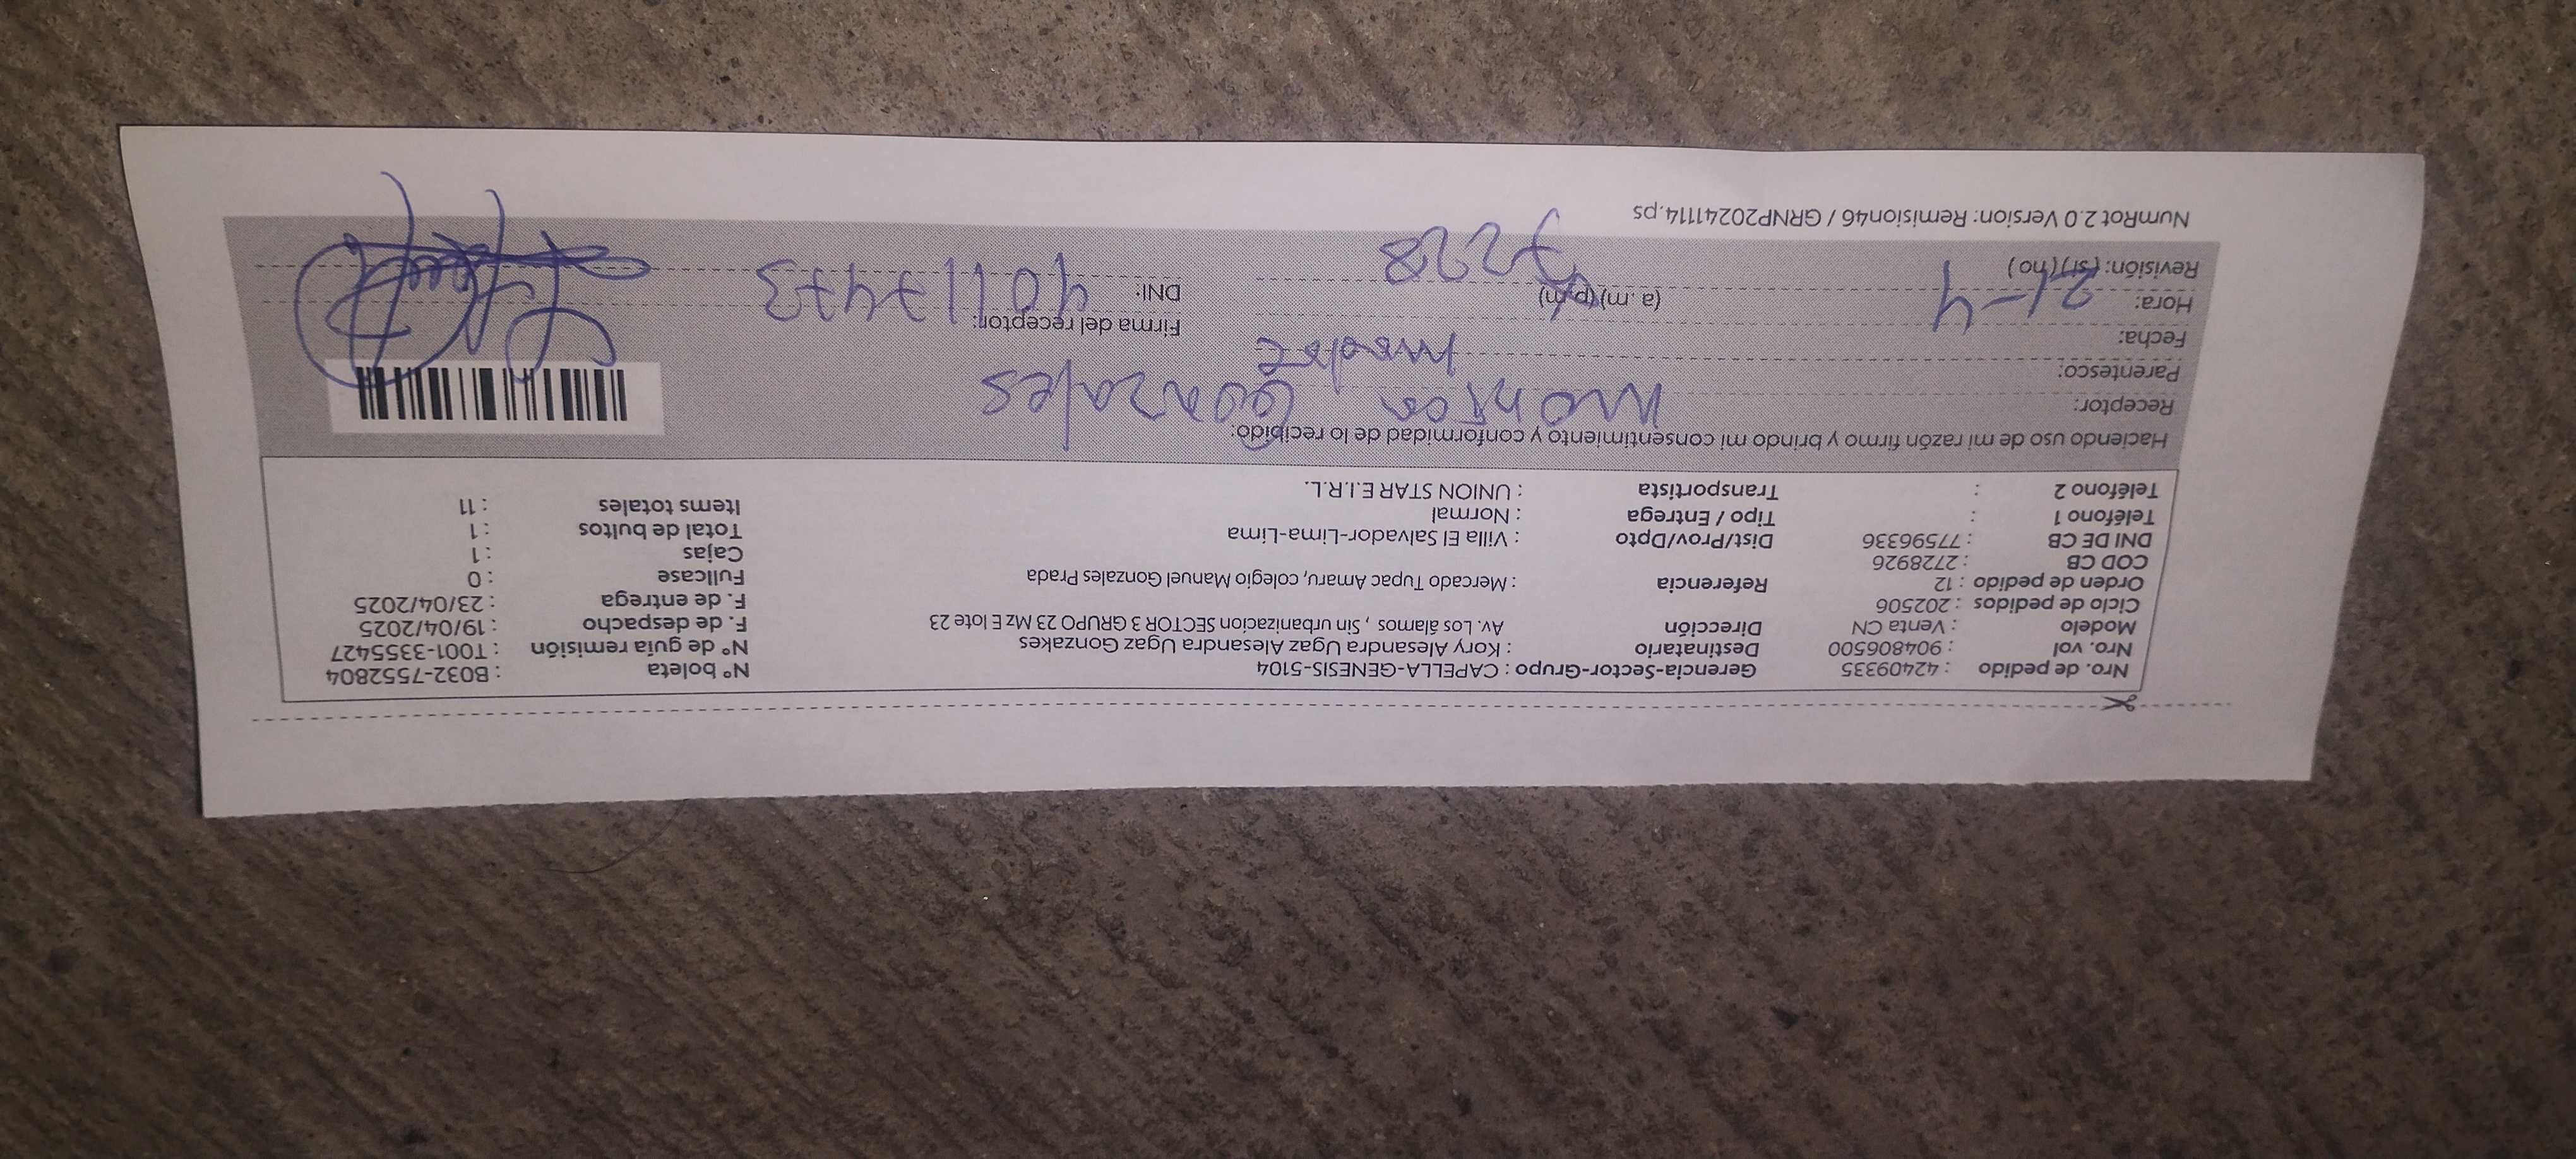 Nro. de pedido : 42409335 Gerencia-Sector-Grupo : CAPELLA-GENESIS-5104 N° boleta : B032-7552804
Nro. vol : 904806500 Destinatario : Kory Alesandra Ugaz Alesandra Ugaz Gonzakes N° de guía remisión : T001-3355427
Modelo : Venta CN Dirección Av. Los álamos , Sin urbanizacion SECTOR 3 GRUPO 23 Mz E lote 23 F. de despacho : 19/04/2025
Ciclo de pedidos : 202506 F. de entrega : 23/04/2025
Orden de pedido : 12 Referencia : Mercado Tupac Amaru, colegio Manuel Gonzales Prada Fullcase : 0
COD CB : 2728926 Cajas : 1
DNI DE CB : 77596336 Dist/Prov/Dpto : Villa El Salvador-Lima-Lima Total de bultos : 1
Teléfono 1 : Tipo / Entrega : Normal Items totales : 11
Teléfono 2 : Transportista : UNION STAR E.I.R.L.
Haciendo uso de mi razón firmo y brindo mi consentimiento y conformidad de lo recibido:
Receptor: Monica Gonzales
Parentesco: madre
Fecha: Firma del receptor:
Hora: 21-4 (a. m) (p.m) DNI: 40117473
Revisión: (si) (no) 7228
NumRot 2.0 Version: Remision46 / GRNP20241114.ps